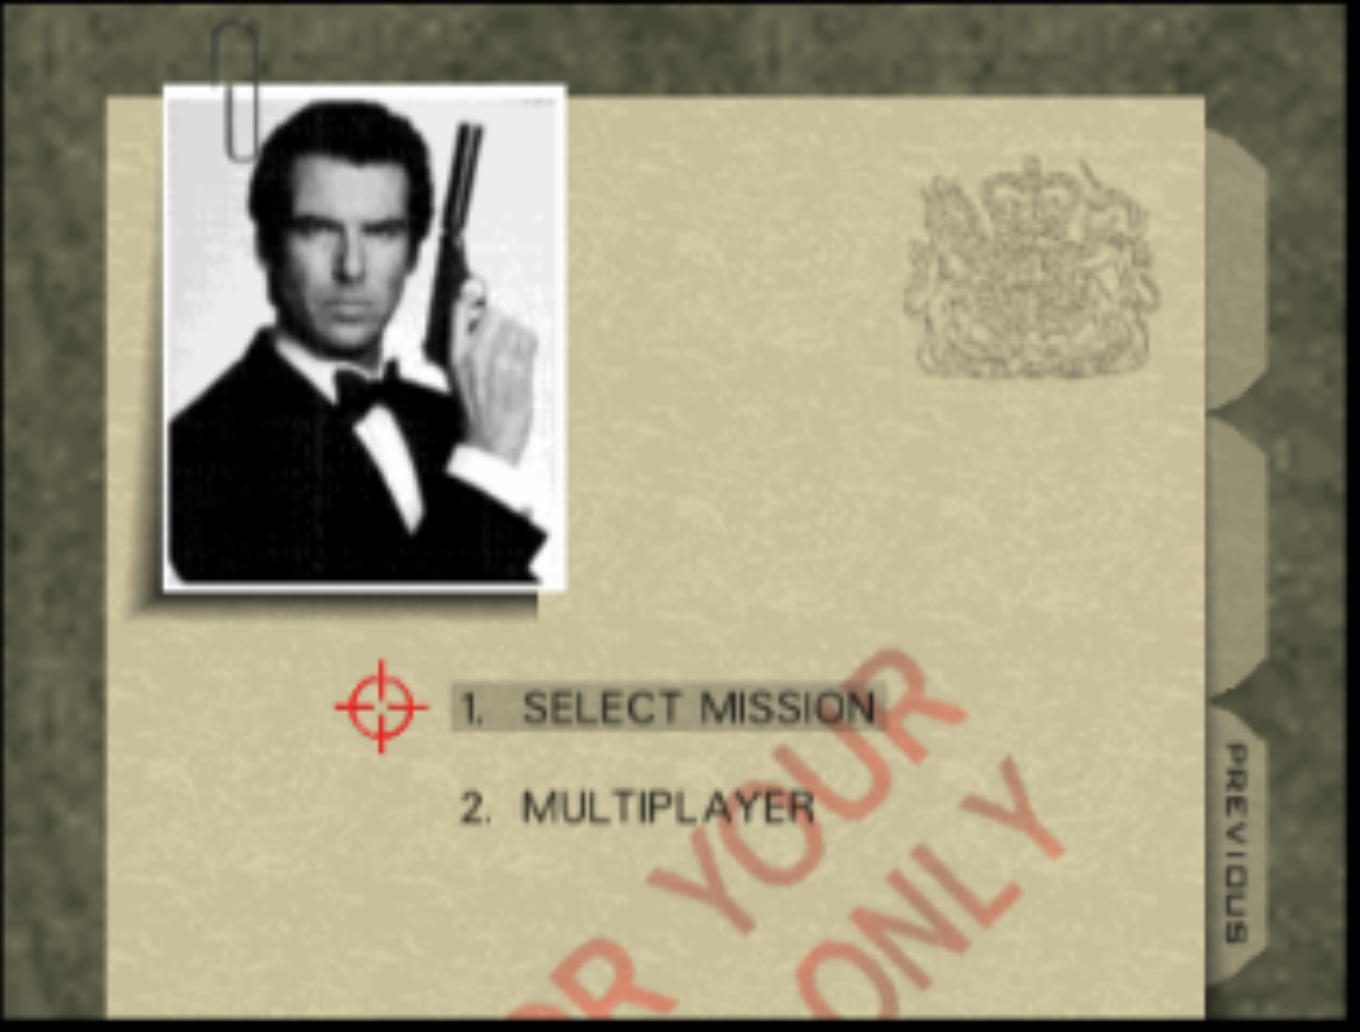 1. SELECT MISSION
2. MULTIPLAYER
YOUR
ONLY
PREVIOUS